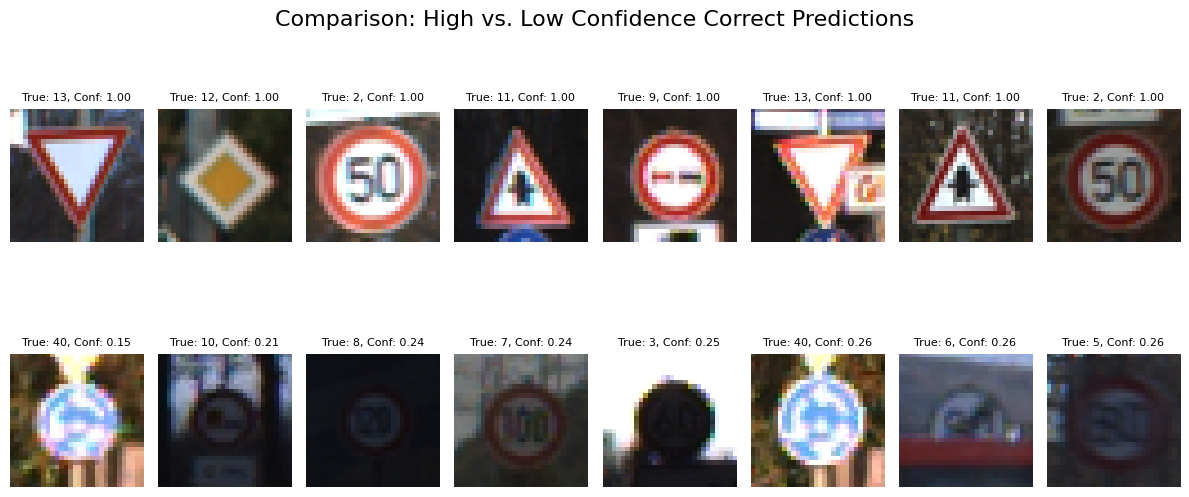 Comparison: High vs. Low Confidence Correct Predictions
True: 13, Conf: 1.00
True: 12, Conf: 1.00
True: 2, Conf: 1.00
True: 11, Conf: 1.00
True: 9, Conf: 1.00
True: 13, Conf: 1.00
True: 11, Conf: 1.00
True: 2, Conf: 1.00
50
50
True: 40, Conf: 0.15
True: 10, Conf: 0.21
True: 8, Conf: 0.24
True: 7, Conf: 0.24
True: 3, Conf: 0.25
True: 40, Conf: 0.26
True: 6, Conf: 0.26
True: 5, Conf: 0.26
100
60